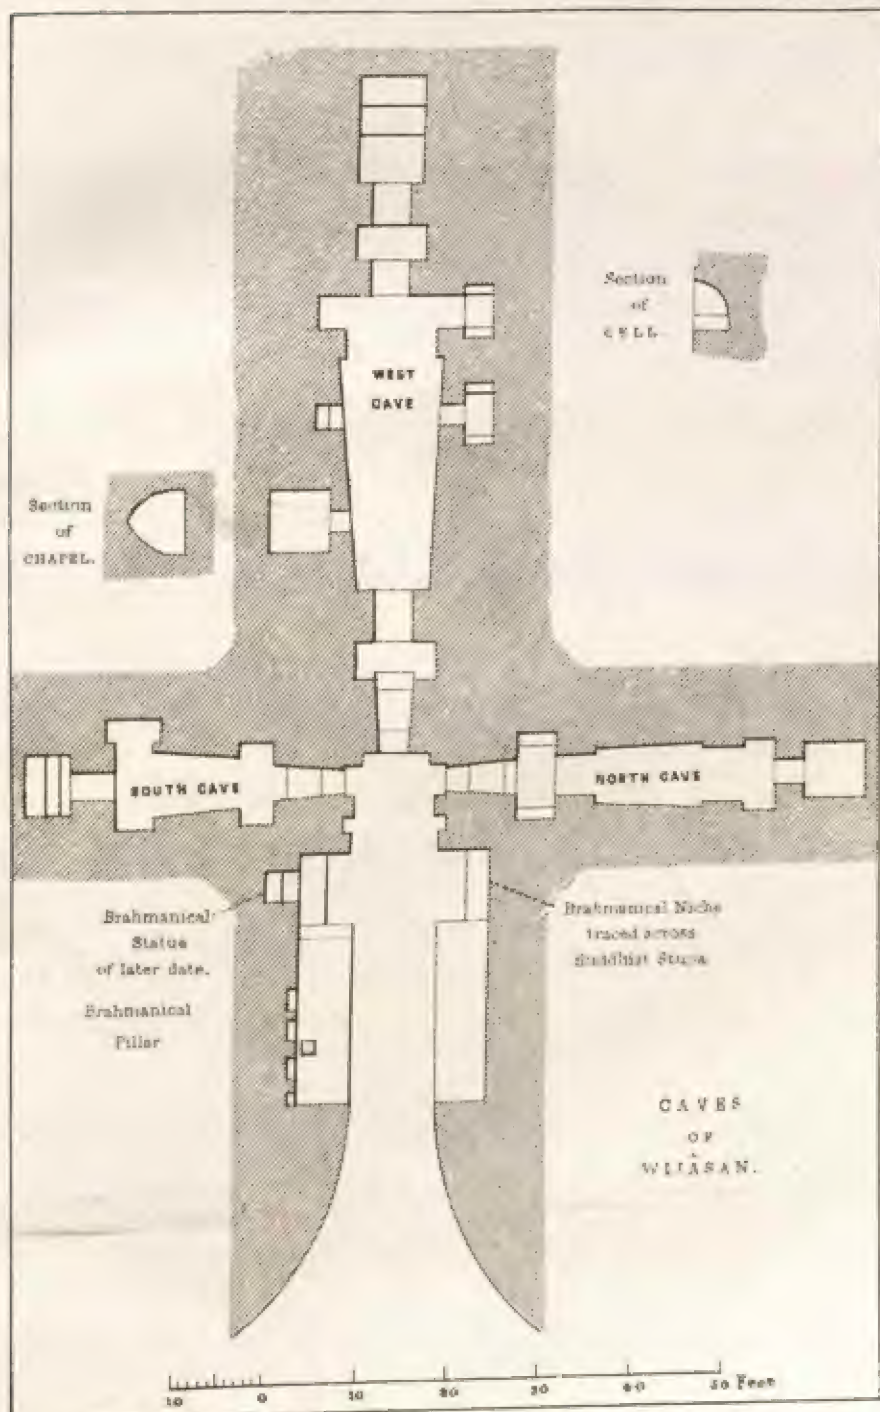 Section
of
CELL.
WEST
CAVE
Section
of
CHAPEL.
SOUTH CAVE
NORTH CAVE
Brahmanical
Statue
of later date.
Brahmanical
Pillar
Brahmanical Niche
traced across
Buddhist Stupa
CAVES
OF
WIJASAN.
10 0 10 20 30 40 50 Feet